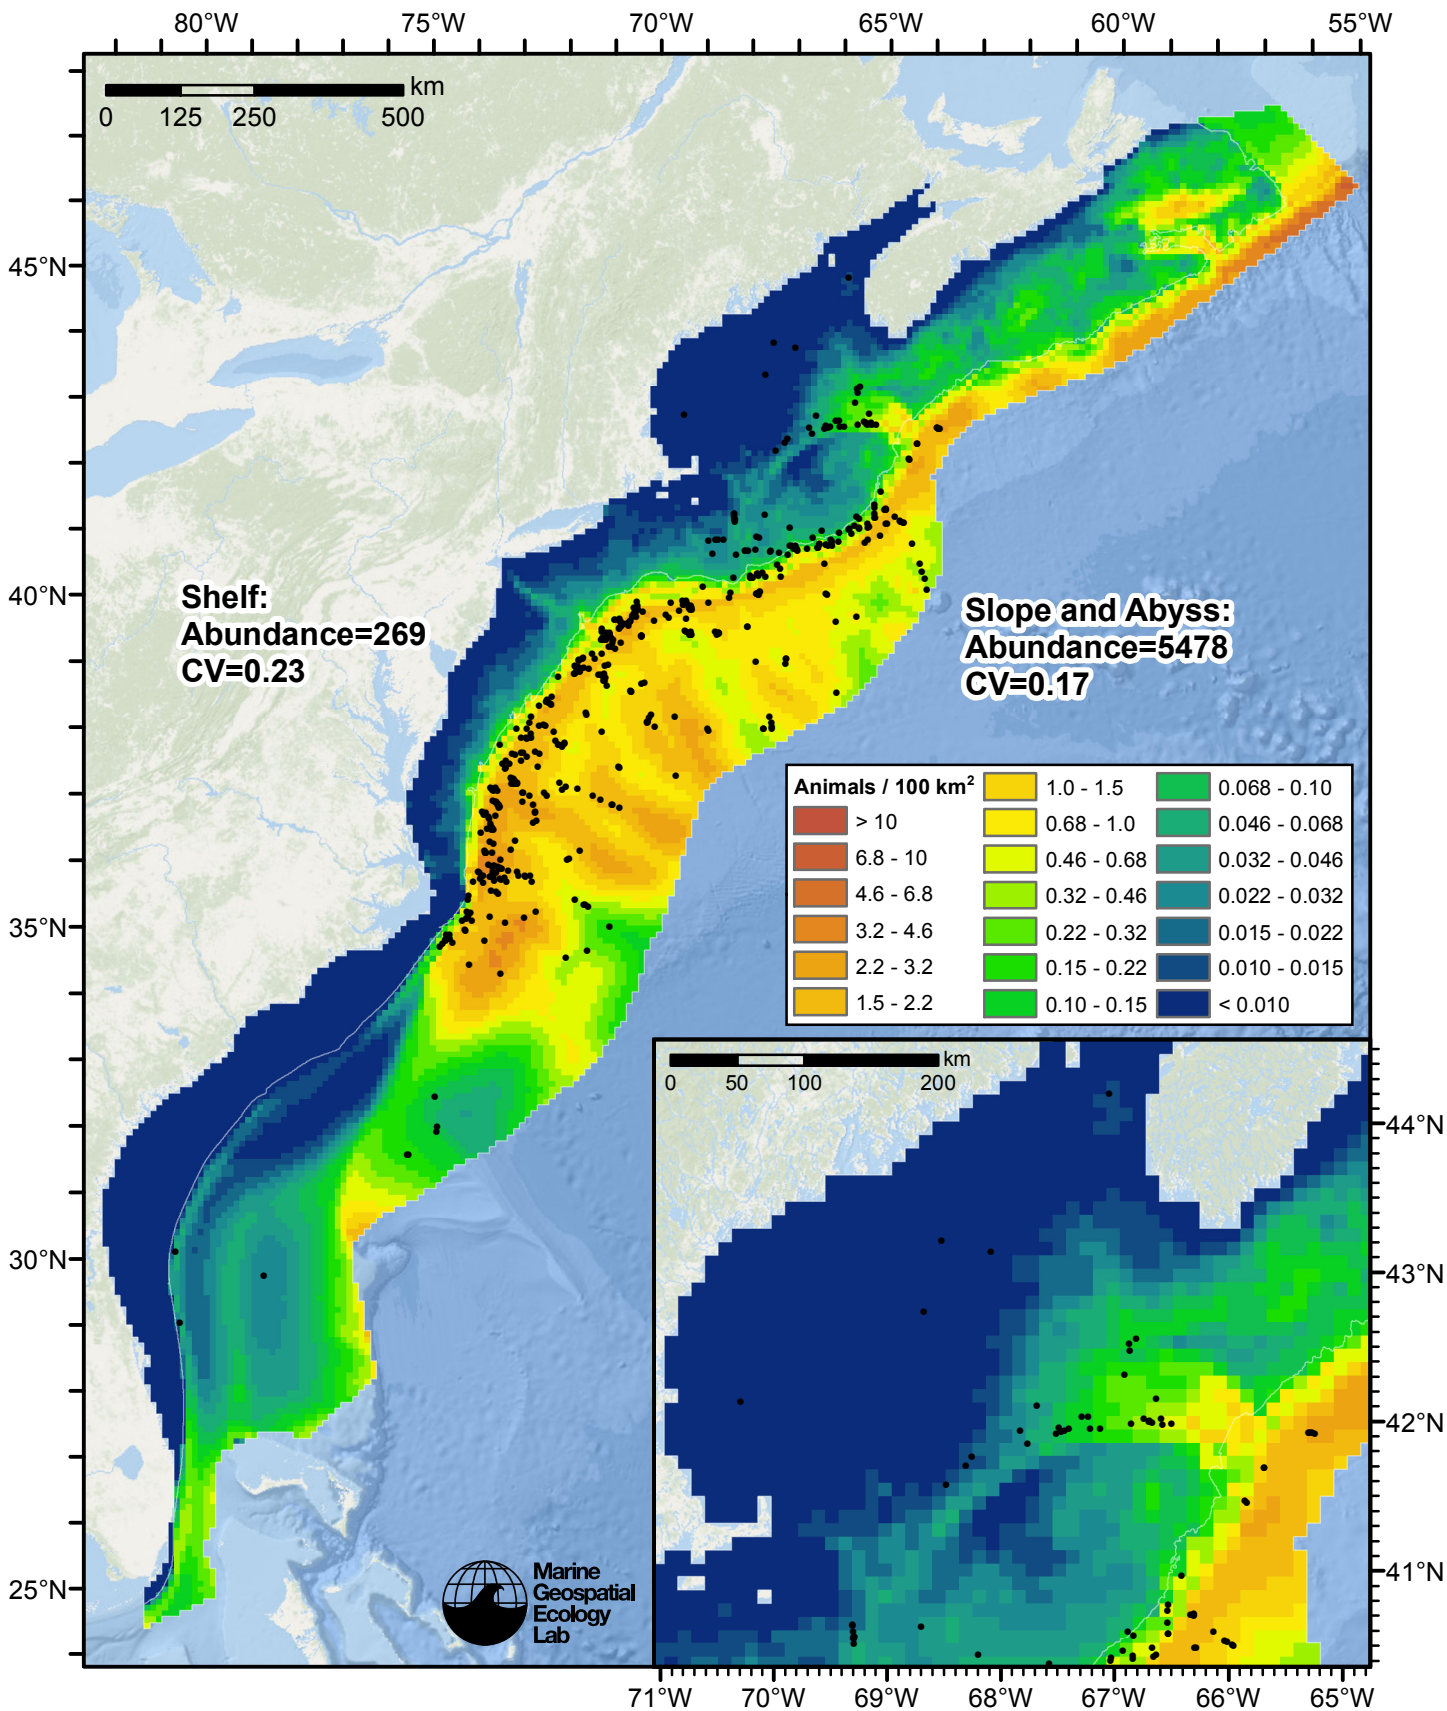 80°W 75°W 70°W 65°W 60°W 55°W
km
0 125 250 500
45°N
40°N
35°N
30°N
25°N
Shelf:
Abundance=269
CV=0.23
Slope and Abyss:
Abundance=5478
CV=0.17
Animals / 100 km²
> 10
6.8 - 10
4.6 - 6.8
3.2 - 4.6
2.2 - 3.2
1.5 - 2.2
1.0 - 1.5
0.68 - 1.0
0.46 - 0.68
0.32 - 0.46
0.22 - 0.32
0.15 - 0.22
0.10 - 0.15
0.068 - 0.10
0.046 - 0.068
0.032 - 0.046
0.022 - 0.032
0.015 - 0.022
0.010 - 0.015
< 0.010
km
0 50 100 200
44°N
43°N
42°N
41°N
Marine
Geospatial
Ecology
Lab
71°W 70°W 69°W 68°W 67°W 66°W 65°W